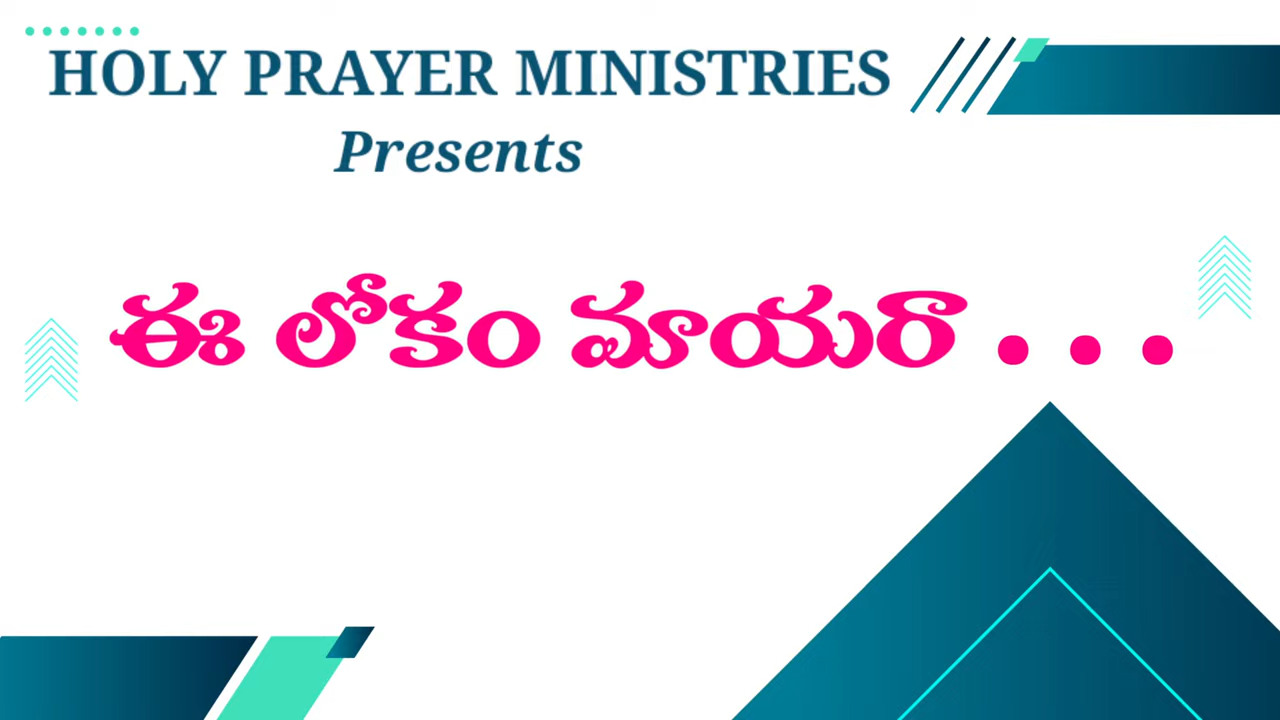 HOLY PRAYER MINISTRIES
Presents
ఈ లోకం మాయరా . . .